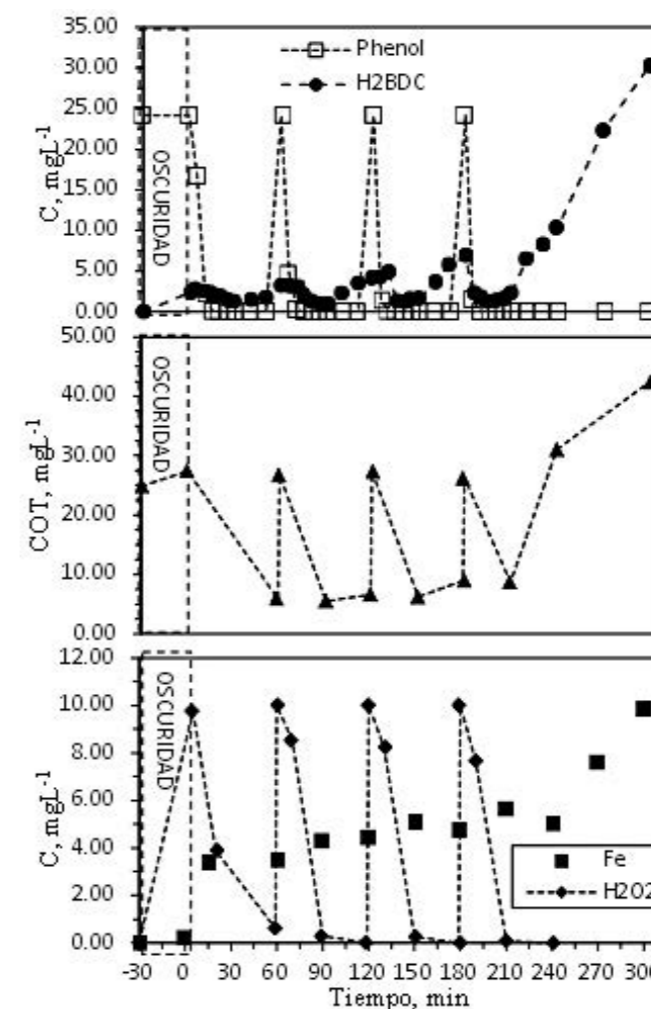 35.00
30.00
25.00
20.00
15.00
10.00
5.00
0.00
C, mgL-1
Phenol
H2BDC
OSCURIDAD
50.00
40.00
30.00
20.00
10.00
0.00
COT, mgL-1
OSCURIDAD
12.00
10.00
8.00
6.00
4.00
2.00
0.00
C, mgL-1
OSCURIDAD
Fe
H2O2
-30 0 30 60 90 120 150 180 210 240 270 300
Tiempo, min